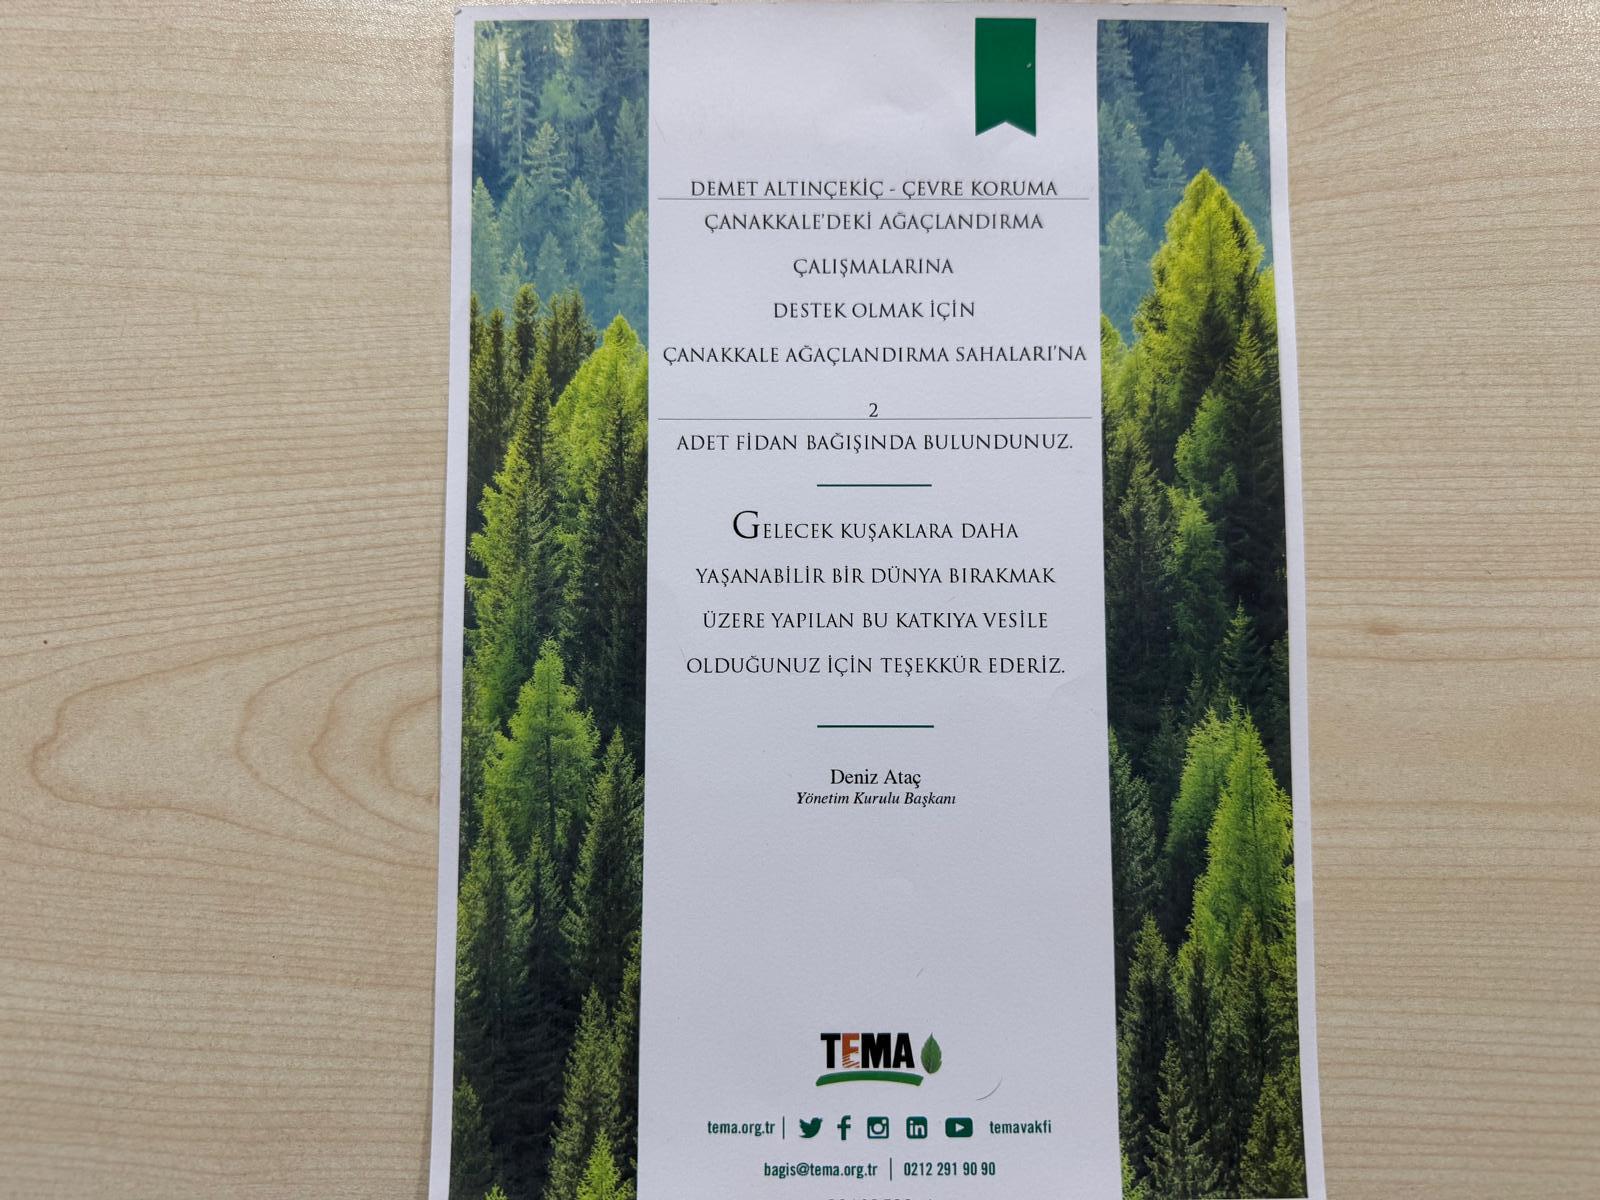 DEMET ALTINÇEKİÇ - ÇEVRE KORUMA
ÇANAKKALE'DEKİ AĞAÇLANDIRMA
ÇALIŞMALARINA
DESTEK OLMAK İÇİN
ÇANAKKALE AĞAÇLANDIRMA SAHALARI'NA
2
ADET FİDAN BAĞIŞINDA BULUNDUNUZ.
GELECEK KUŞAKLARA DAHA
YAŞANABİLİR BİR DÜNYA BIRAKMAK
ÜZERE YAPILAN BU KATKIYA VESİLE
OLDUĞUNUZ İÇİN TEŞEKKÜR EDERİZ.
Deniz Ataç
Yönetim Kurulu Başkanı
TEMA
tema.org.tr | temavakfi
bagis@tema.org.tr | 0212 291 90 90